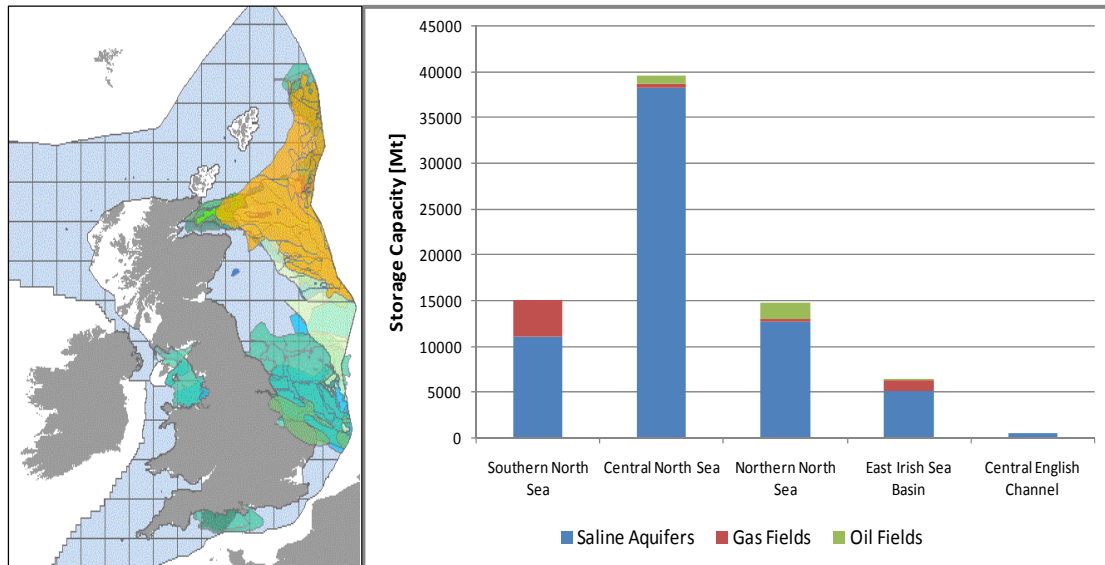 45000
40000
35000
30000
25000
20000
15000
10000
5000
0
Storage Capacity [Mt]
Southern North
Sea
Central North Sea
Northern North
Sea
East Irish Sea
Basin
Central English
Channel
Saline Aquifers
Gas Fields
Oil Fields